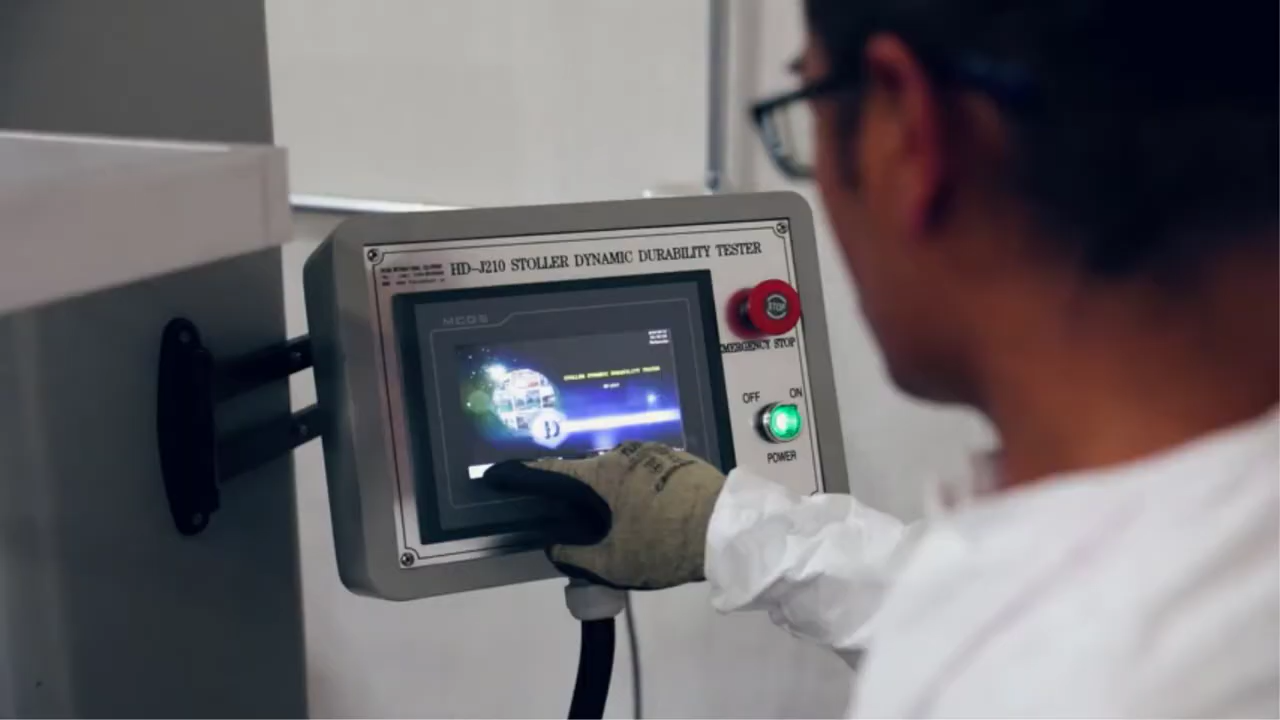 HD-J210 STOLLER DYNAMIC DURABILITY TESTER
MCGS
STOLLER DYNAMIC DURABILITY TESTER
STOP
EMERGENCY STOP
OFF ON
POWER